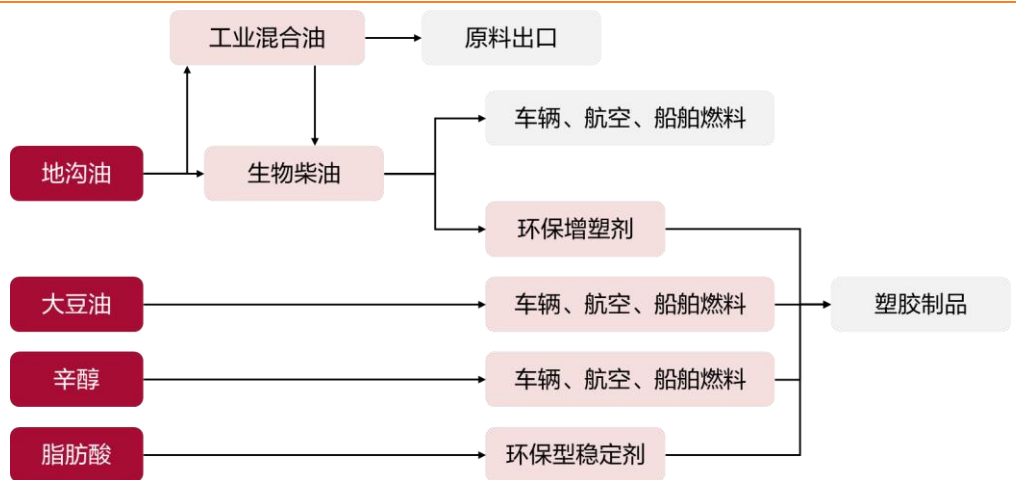 工业混合油
原料出口
车辆、航空、船舶燃料
地沟油
生物柴油
环保增塑剂
大豆油
车辆、航空、船舶燃料
塑胶制品
辛醇
车辆、航空、船舶燃料
脂肪酸
环保型稳定剂